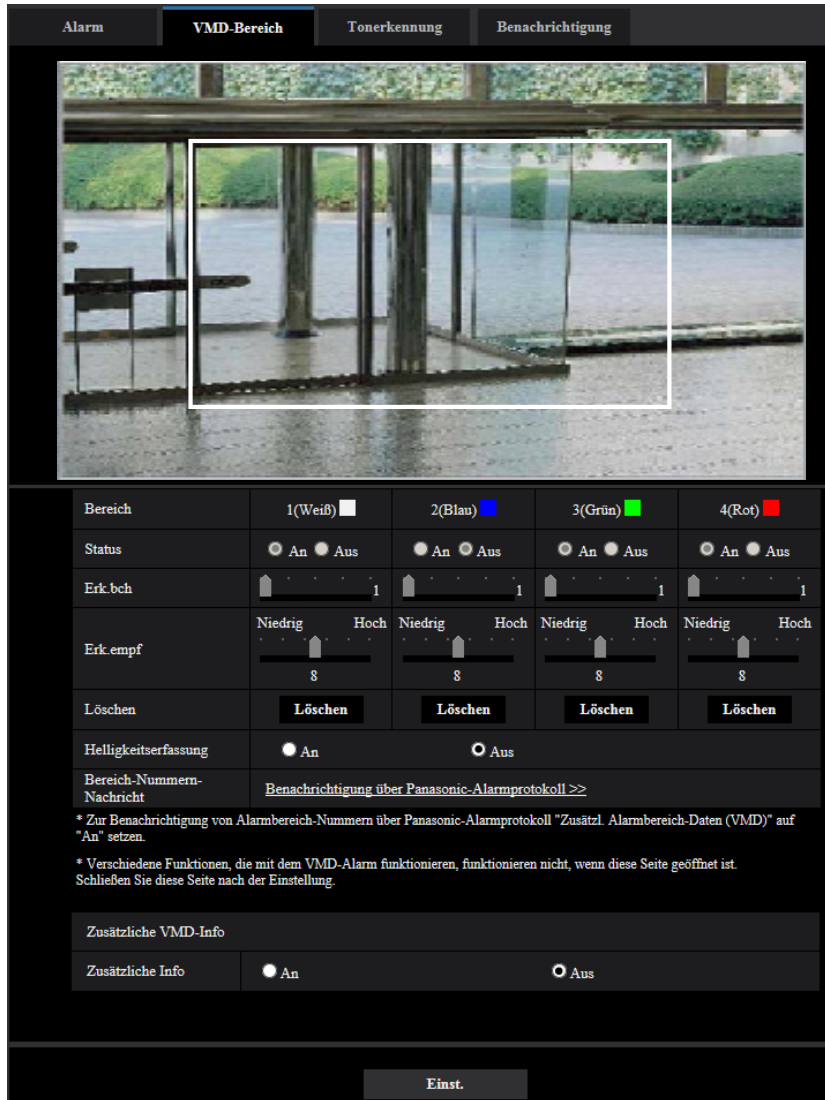 Alarm VMD-Bereich Tonerkennung Benachrichtigung
Bereich 1(Weiß) 2(Blau) 3(Grün) 4(Rot)
Status An Aus An Aus An Aus An Aus
Erk.bch 1 1 1 1
Niedrig Hoch Niedrig Hoch Niedrig Hoch Niedrig Hoch
Erk.empf
8 8 8 8
Löschen Löschen Löschen Löschen Löschen
Helligkeitserfassung An Aus
Bereich-Nummern-
Nachricht Benachrichtigung über Panasonic-Alarmprotokoll >>
* Zur Benachrichtigung von Alarmbereich-Nummern über Panasonic-Alarmprotokoll "Zusätzl. Alarmbereich-Daten (VMD)" auf
"An" setzen.
* Verschiedene Funktionen, die mit dem VMD-Alarm funktionieren, funktionieren nicht, wenn diese Seite geöffnet ist.
Schließen Sie diese Seite nach der Einstellung.
Zusätzliche VMD-Info
Zusätzliche Info An Aus
Einst.